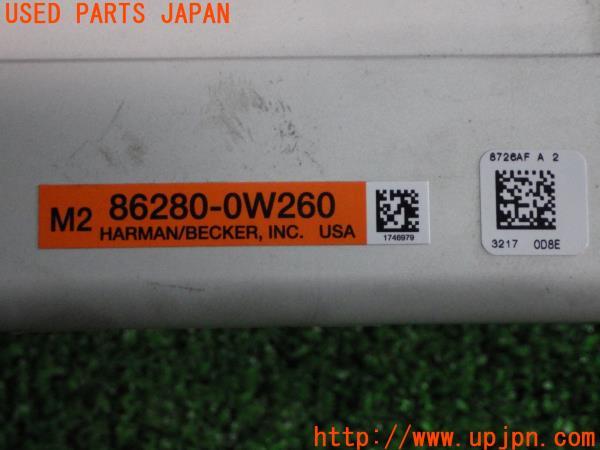 USED PARTS JAPAN
M2 86280-0W260
HARMAN/BECKER, INC. USA
1746979
8726AF A 2
3217 0D8E
http://www.upjpn.com